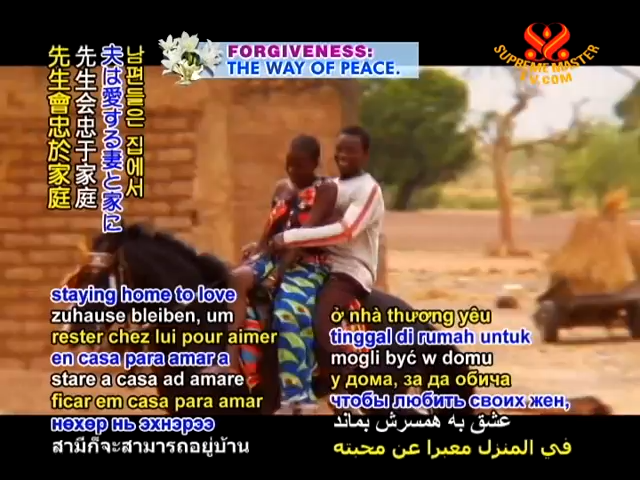 FORGIVENESS:
THE WAY OF PEACE.
SUPREME MASTER
TV.COM
남편들은 집에서
夫は愛する妻と家に
先生会忠于家庭
先生會忠於家庭
staying home to love
zuhause bleiben, um
rester chez lui pour aimer
en casa para amar a
stare a casa ad amare
ficar em casa para amar
нөхөр нь эхнэрээ
สามีก็จะสามารถอยู่บ้าน
ở nhà thương yêu
tinggal di rumah untuk
mogli być w domu
у дома, за да обича
чтобы любить своих жен,
عشق به همسرش بماند
في المنزل معبرا عن محبته